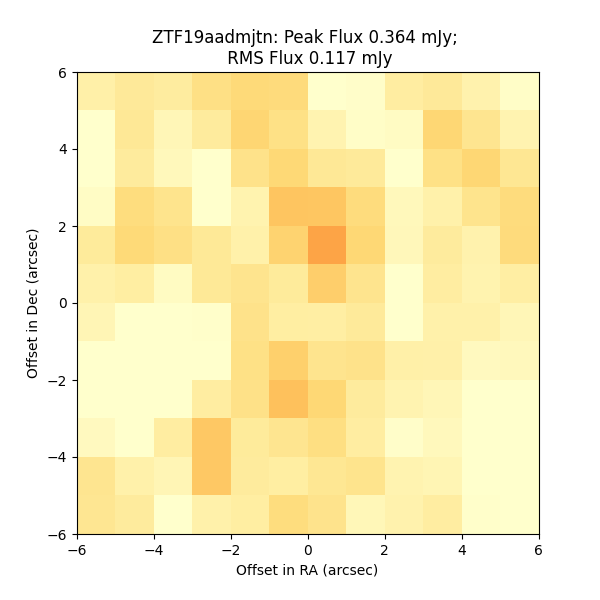 ZTF19aadmjtn: Peak Flux 0.364 mJy;
RMS Flux 0.117 mJy
6
4
2
0
−2
−4
−6
Offset in Dec (arcsec)
−6 −4 −2 0 2 4 6
Offset in RA (arcsec)